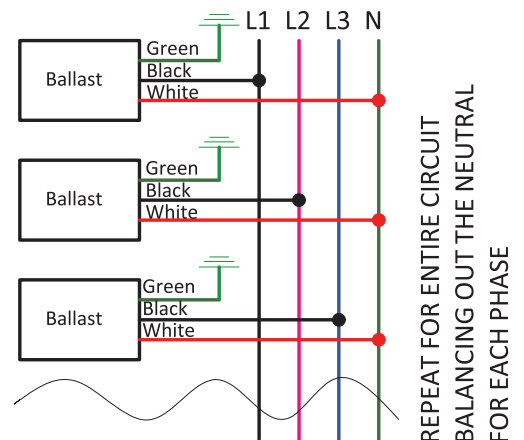 L1 L2 L3 N
Green
Black
White
Ballast
Green
Black
White
Ballast
Green
Black
White
Ballast
REPEAT FOR ENTIRE CIRCUIT
BALANCING OUT THE NEUTRAL
FOR EACH PHASE